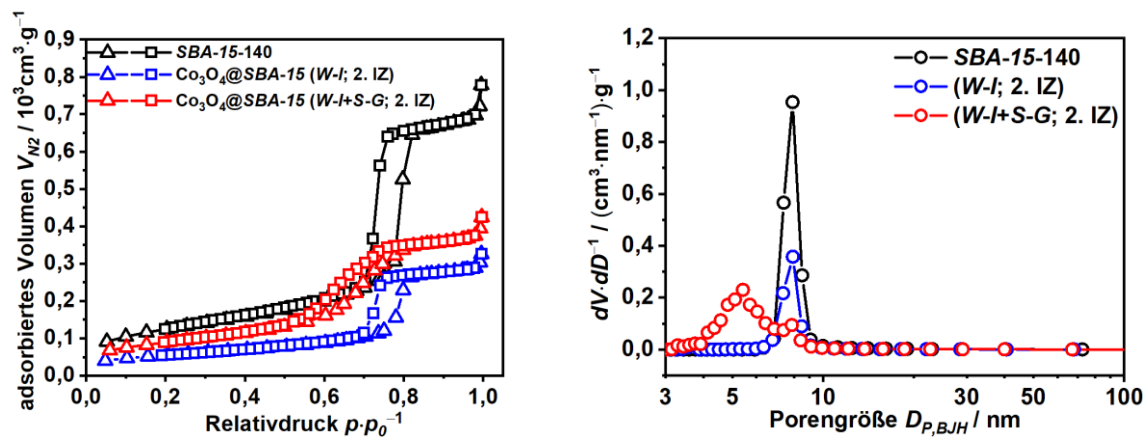 adsorbiertes Volumen V_N2 / 10³cm³·g⁻¹
0,9
0,8
0,7
0,6
0,5
0,4
0,3
0,2
0,1
0,0
SBA-15-140
Co₃O₄@SBA-15 (W-I; 2. IZ)
Co₃O₄@SBA-15 (W-I+S-G; 2. IZ)
0,0 0,2 0,4 0,6 0,8 1,0
Relativdruck p·p₀⁻¹
dV·dD⁻¹ / (cm³·nm⁻¹)·g⁻¹
1,2
1,0
0,8
0,6
0,4
0,2
0,0
SBA-15-140
(W-I; 2. IZ)
(W-I+S-G; 2. IZ)
3 5 10 30 50 100
Porengröße D_P,BJH / nm